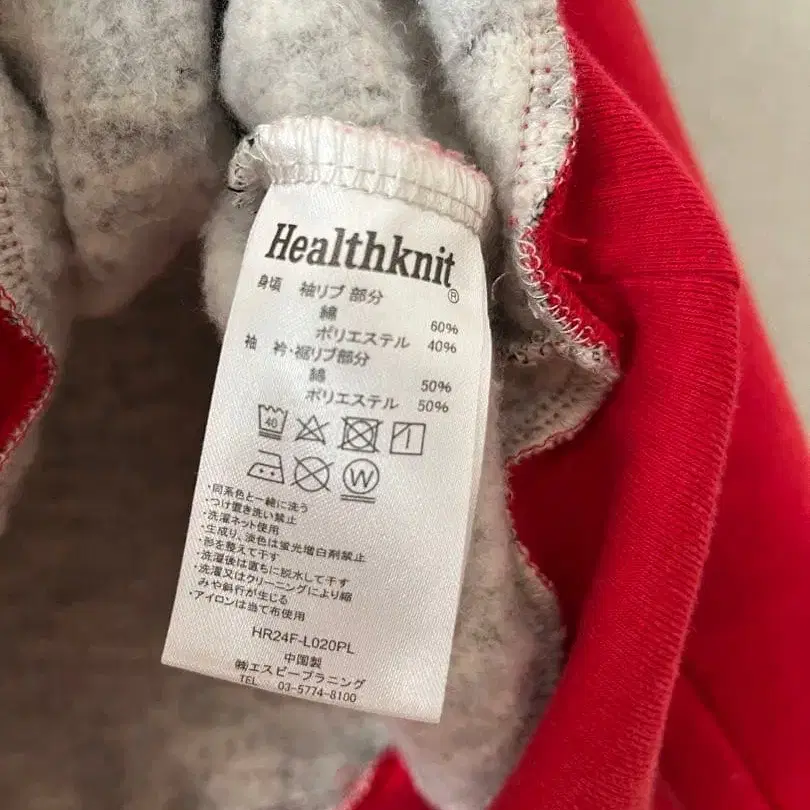 Healthknit®
身頃 袖リブ部分
綿 60%
ポリエステル 40%
袖 衿・裾リブ部分
綿 50%
ポリエステル 50%
40
W
・同系色と一緒に洗う
・つけ置き洗い禁止
・洗濯ネット使用
・生成り、淡色は蛍光増白剤禁止
・形を整えて干す
・洗濯後は直ちに脱水して干す
・洗濯又はクリーニングにより縮
みや斜行が生じる
・アイロンは当て布使用
HR24F-L020PL
中国製
㈱エスピープラニング
TEL 03-5774-8100